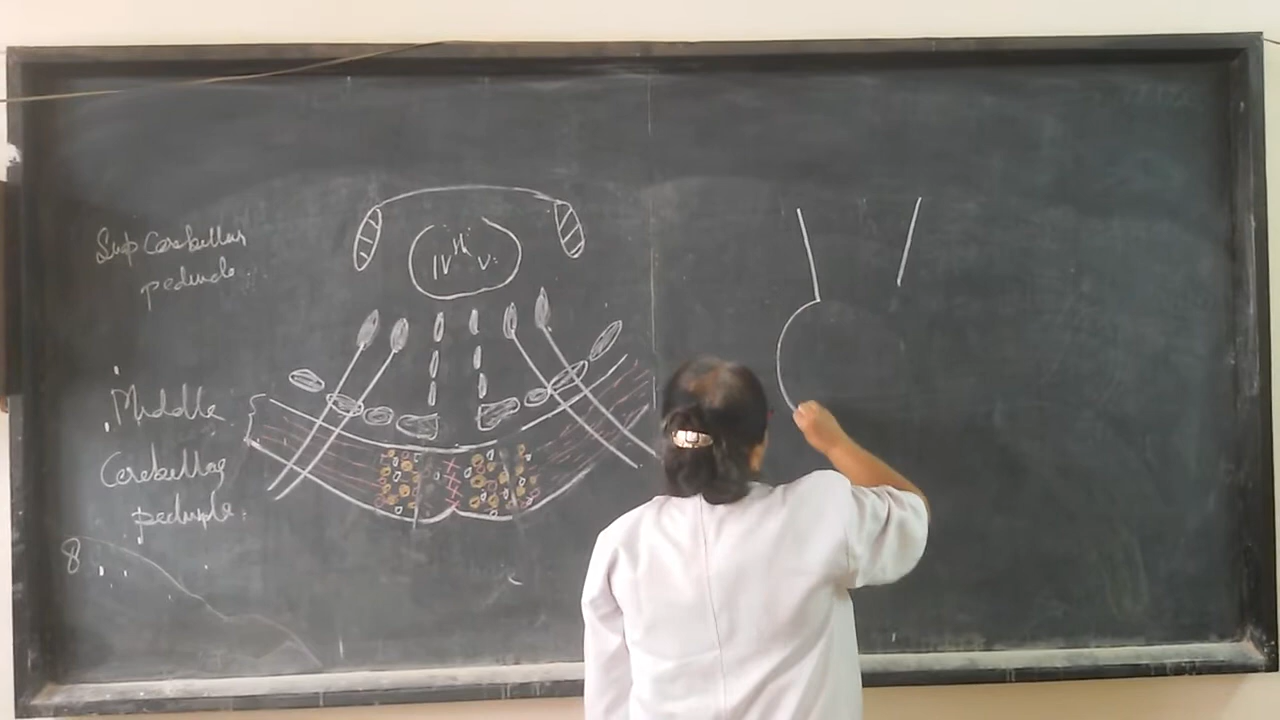 Sup Cerebellar
peduncle.
IVth V.
Middle
Cerebellar
peduncle.
8